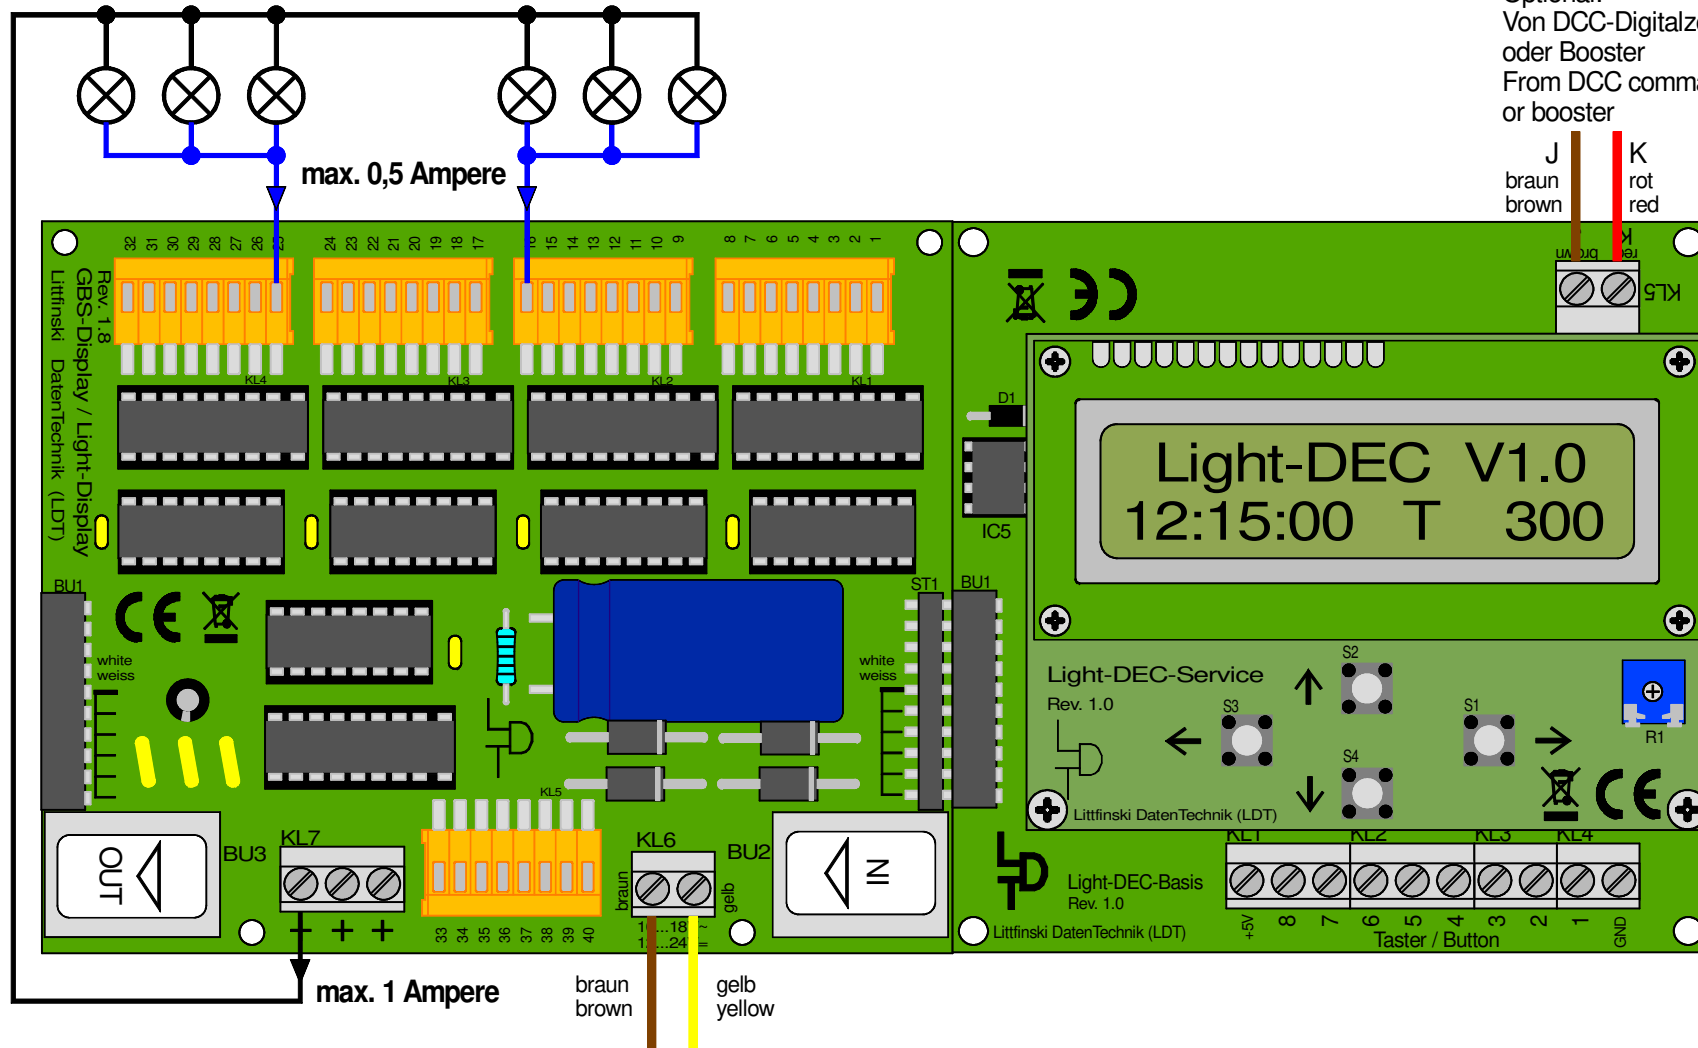 Optional:
Von DCC-Digitalze
oder Booster
From DCC comma
or booster
J
braun
brown
K
rot
red
max. 0,5 Ampere
32 31 30 29 28 27 26 25
24 23 22 21 20 19 18 17
16 15 14 13 12 11 10 9
8 7 6 5 4 3 2 1
Rev. 1.8
GBS-Display / Light-Display
Littfinski DatenTechnik (LDT)
KL4
KL3
KL2
KL1
brown
red
K
KL5
D1
IC5
Light-DEC V1.0
12:15:00 T 300
BU1
white
weiss
ST1
BU1
white
weiss
Light-DEC-Service
Rev. 1.0
S2
S3
S1
S4
R1
Littfinski DatenTechnik (LDT)
OUT
BU3
KL7
+ + +
KL5
33 34 35 36 37 38 39 40
KL6
braun
gelb
BU2
IN
Light-DEC-Basis
Rev. 1.0
Littfinski DatenTechnik (LDT)
KL1
KL2
KL3
KL4
+5V 8 7 6 5 4 3 2 1 GND
Taster / Button
max. 1 Ampere
braun
brown
gelb
yellow